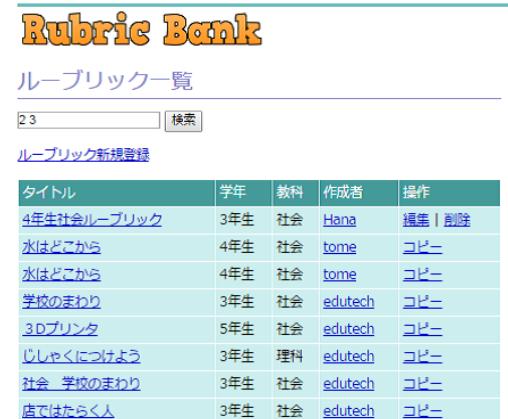 Rubric Bank
ルーブリック一覧
２３ 検索
ルーブリック新規登録
タイトル 学年 教科 作成者 操作
4年生社会ルーブリック 3年生 社会 Hana 編集 | 削除
水はどこから 4年生 社会 tome コピー
水はどこから 4年生 社会 tome コピー
学校のまわり 3年生 社会 edutech コピー
３Dプリンタ 5年生 社会 edutech コピー
じしゃくにつけよう 3年生 理科 edutech コピー
社会　学校のまわり 3年生 社会 edutech コピー
店ではたらく人 3年生 社会 edutech コピー